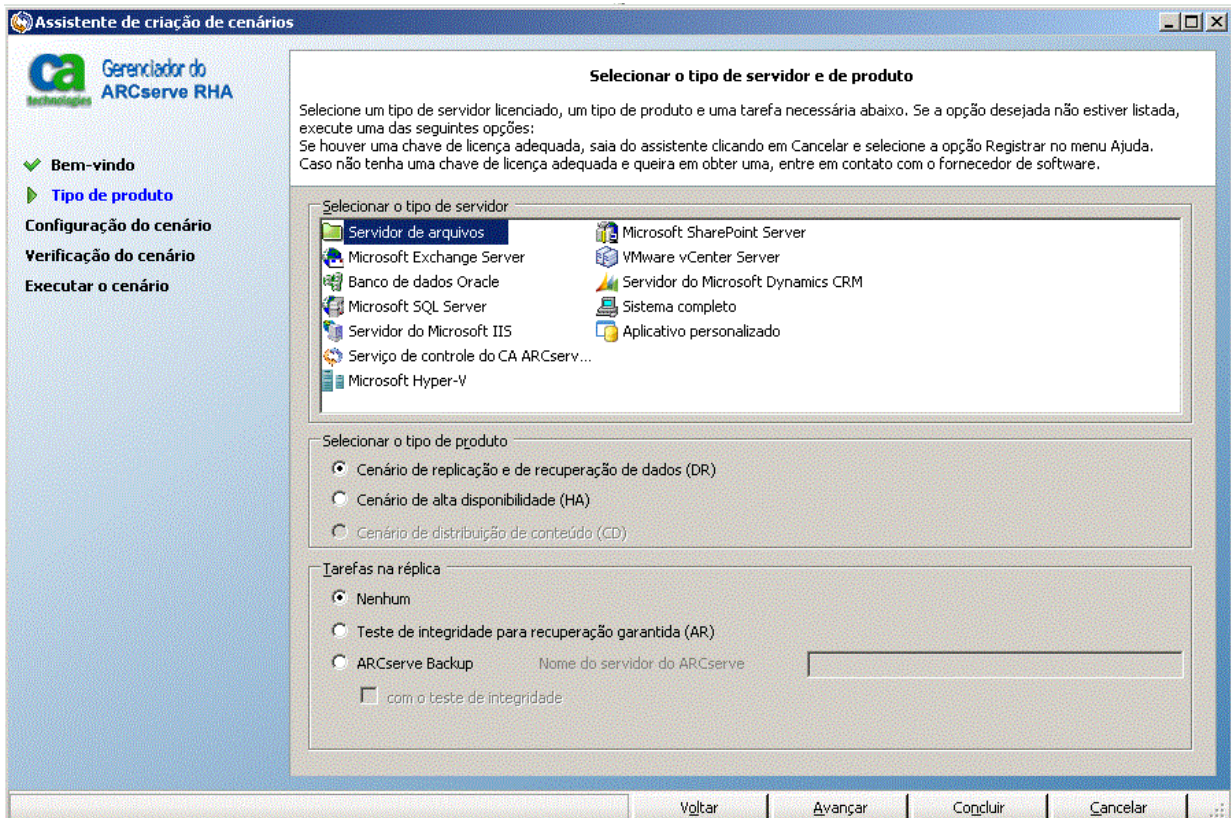 Assistente de criação de cenários
ca
technologies
Gerenciador do
ARCserve RHA
Bem-vindo
Tipo de produto
Configuração do cenário
Verificação do cenário
Executar o cenário
Selecionar o tipo de servidor e de produto
Selecione um tipo de servidor licenciado, um tipo de produto e uma tarefa necessária abaixo. Se a opção desejada não estiver listada,
execute uma das seguintes opções:
Se houver uma chave de licença adequada, saia do assistente clicando em Cancelar e selecione a opção Registrar no menu Ajuda.
Caso não tenha uma chave de licença adequada e queira em obter uma, entre em contato com o fornecedor de software.
Selecionar o tipo de servidor
Servidor de arquivos
Microsoft Exchange Server
Banco de dados Oracle
Microsoft SQL Server
Servidor do Microsoft IIS
Serviço de controle do CA ARCserv...
Microsoft Hyper-V
Microsoft SharePoint Server
VMware vCenter Server
Servidor do Microsoft Dynamics CRM
Sistema completo
Aplicativo personalizado
Selecionar o tipo de produto
Cenário de replicação e de recuperação de dados (DR)
Cenário de alta disponibilidade (HA)
Cenário de distribuição de conteúdo (CD)
Tarefas na réplica
Nenhum
Teste de integridade para recuperação garantida (AR)
ARCserve Backup
Nome do servidor do ARCserve
com o teste de integridade
Voltar
Avançar
Concluir
Cancelar